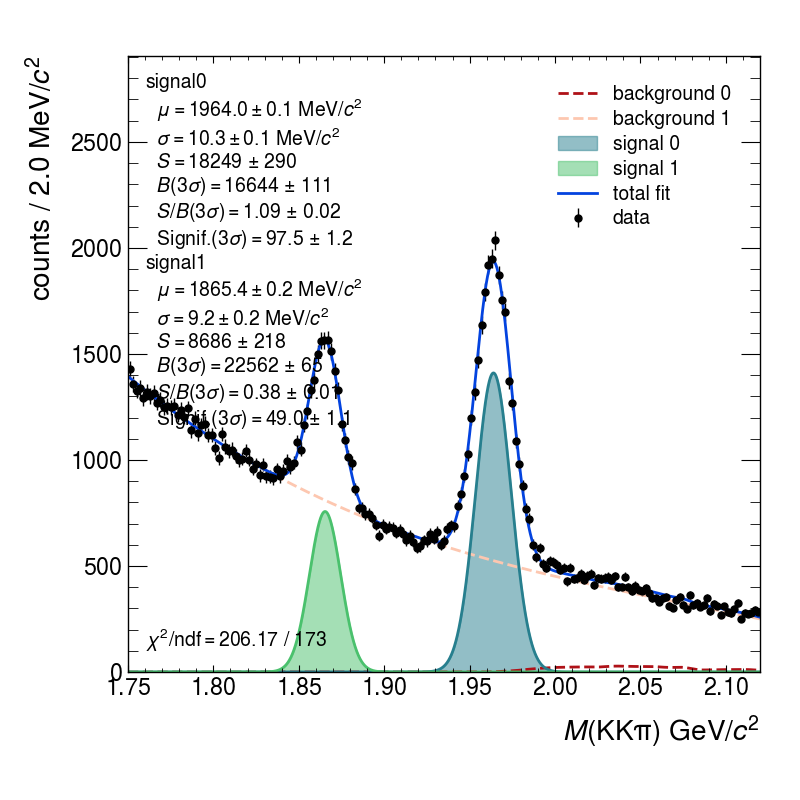 counts / 2.0 MeV/c²
signal0
μ = 1964.0 ± 0.1 MeV/c²
σ = 10.3 ± 0.1 MeV/c²
S = 18249 ± 290
B(3σ) = 16644 ± 111
S/B(3σ) = 1.09 ± 0.02
Signif.(3σ) = 97.5 ± 1.2
signal1
μ = 1865.4 ± 0.2 MeV/c²
σ = 9.2 ± 0.2 MeV/c²
S = 8686 ± 218
B(3σ) = 22562 ± 65
S/B(3σ) = 0.38 ± 0.01
Signif.(3σ) = 49.0 ± 1.1
χ²/ndf = 206.17 / 173
background 0
background 1
signal 0
signal 1
total fit
data
2500
2000
1500
1000
500
0
1.75 1.80 1.85 1.90 1.95 2.00 2.05 2.10
M(KKπ) GeV/c²